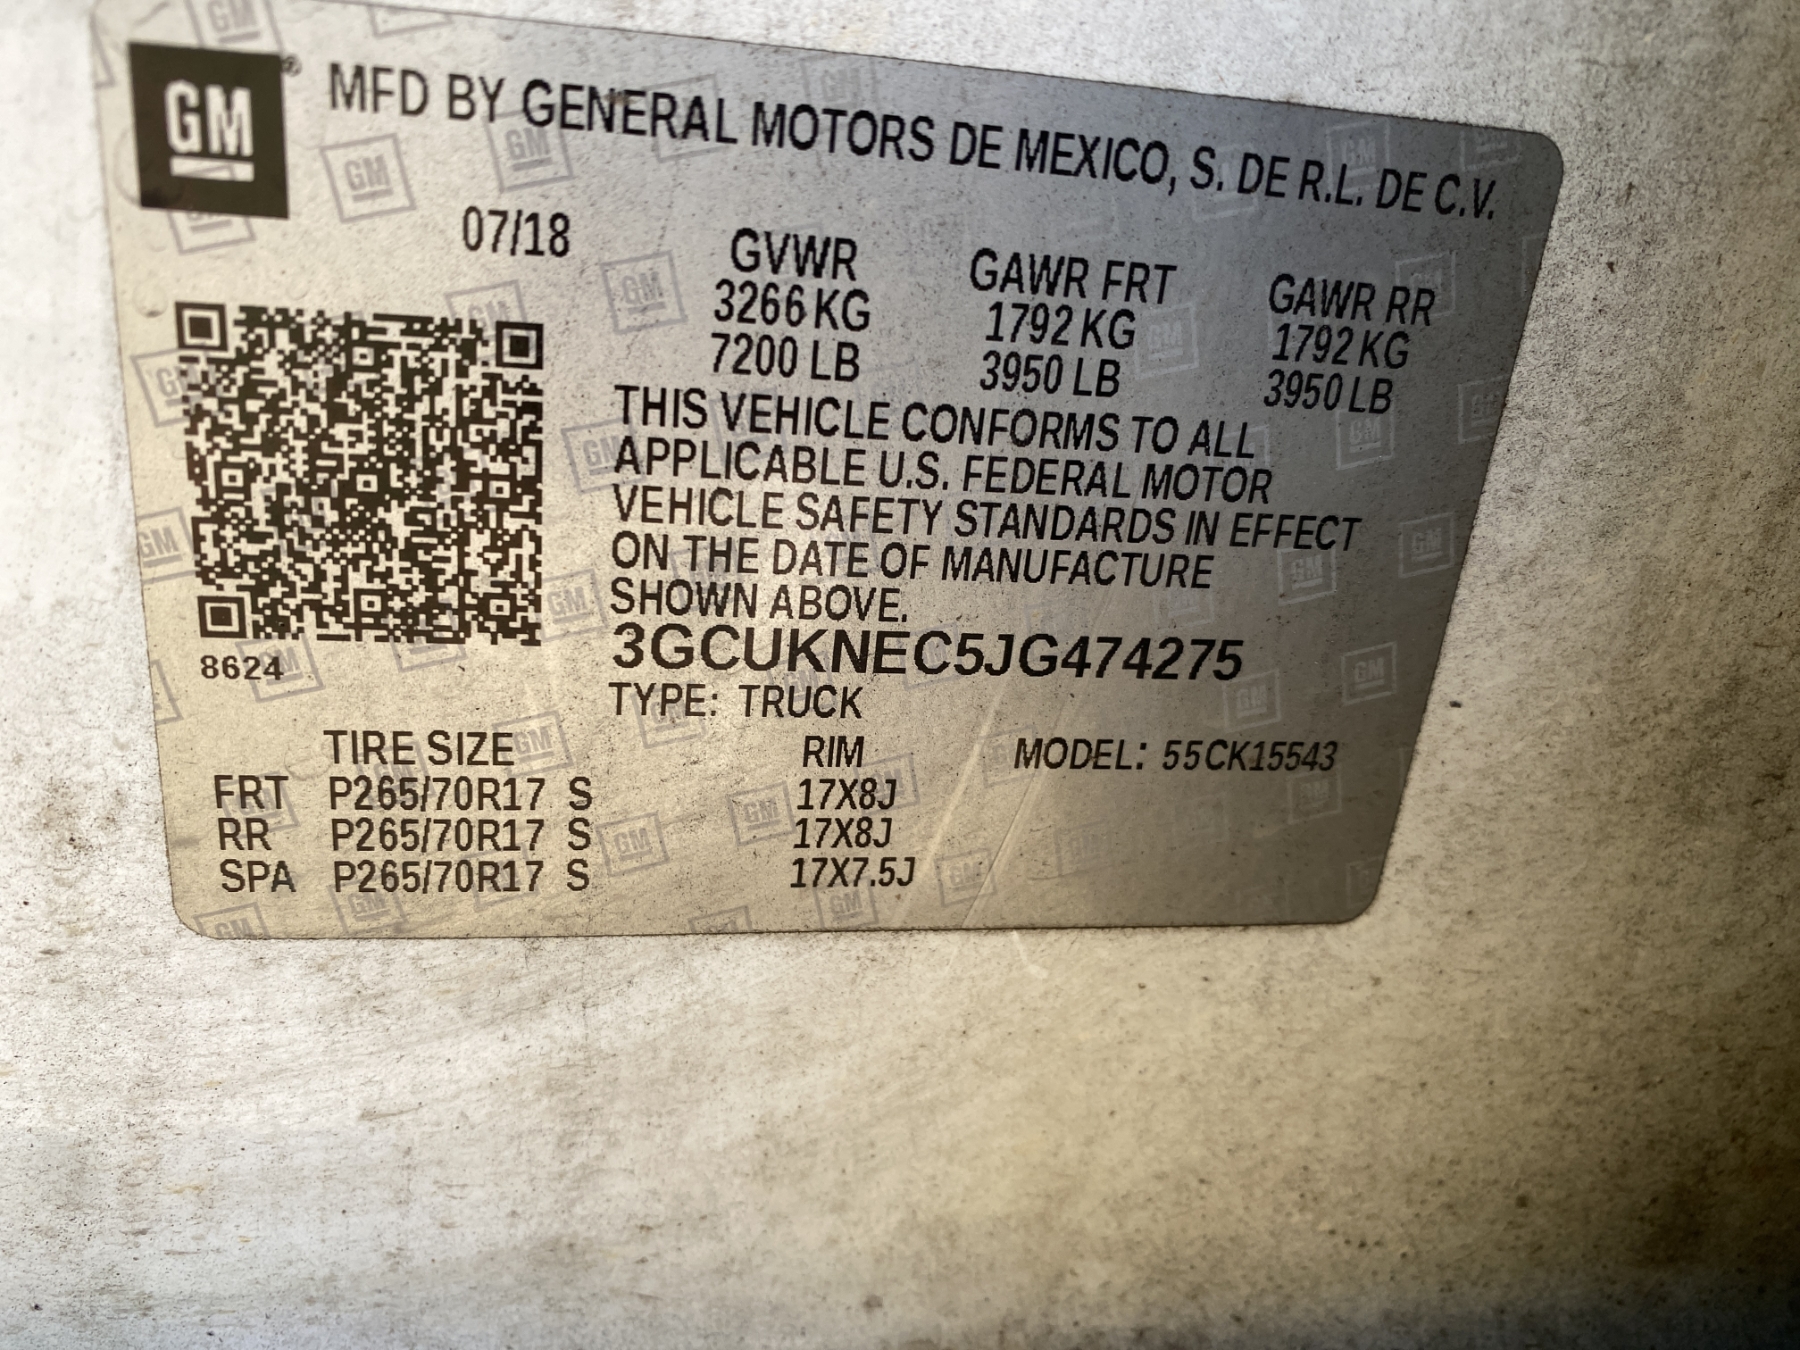 GM® MFD BY GENERAL MOTORS DE MEXICO, S. DE R.L. DE C.V.
07/18
GVWR GAWR FRT GAWR RR
3266 KG 1792 KG 1792 KG
7200 LB 3950 LB 3950 LB
THIS VEHICLE CONFORMS TO ALL
APPLICABLE U.S. FEDERAL MOTOR
VEHICLE SAFETY STANDARDS IN EFFECT
ON THE DATE OF MANUFACTURE
SHOWN ABOVE.
3GCUKNEC5JG474275
8624
TYPE: TRUCK
TIRE SIZE RIM MODEL: 55CK15543
FRT P265/70R17 S 17X8J
RR P265/70R17 S 17X8J
SPA P265/70R17 S 17X7.5J